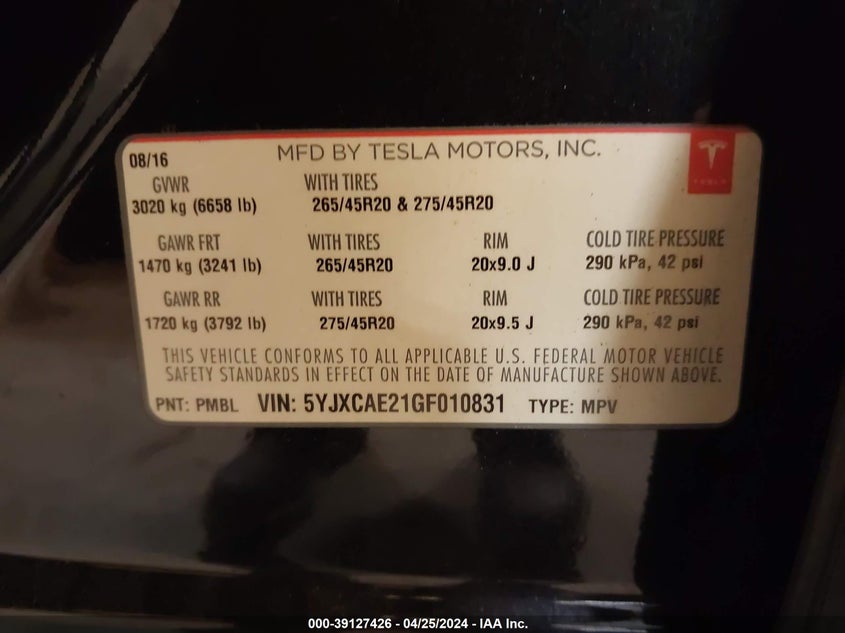 08/16 MFD BY TESLA MOTORS, INC.
TESLA
GVWR WITH TIRES
3020 kg (6658 lb) 265/45R20 & 275/45R20
GAWR FRT WITH TIRES RIM COLD TIRE PRESSURE
1470 kg (3241 lb) 265/45R20 20x9.0 J 290 kPa, 42 psi
GAWR RR WITH TIRES RIM COLD TIRE PRESSURE
1720 kg (3792 lb) 275/45R20 20x9.5 J 290 kPa, 42 psi
THIS VEHICLE CONFORMS TO ALL APPLICABLE U.S. FEDERAL MOTOR VEHICLE
SAFETY STANDARDS IN EFFECT ON THE DATE OF MANUFACTURE SHOWN ABOVE.
PNT: PMBL VIN: 5YJXCAE21GF010831 TYPE: MPV
000-39127426 - 04/25/2024 - IAA Inc.